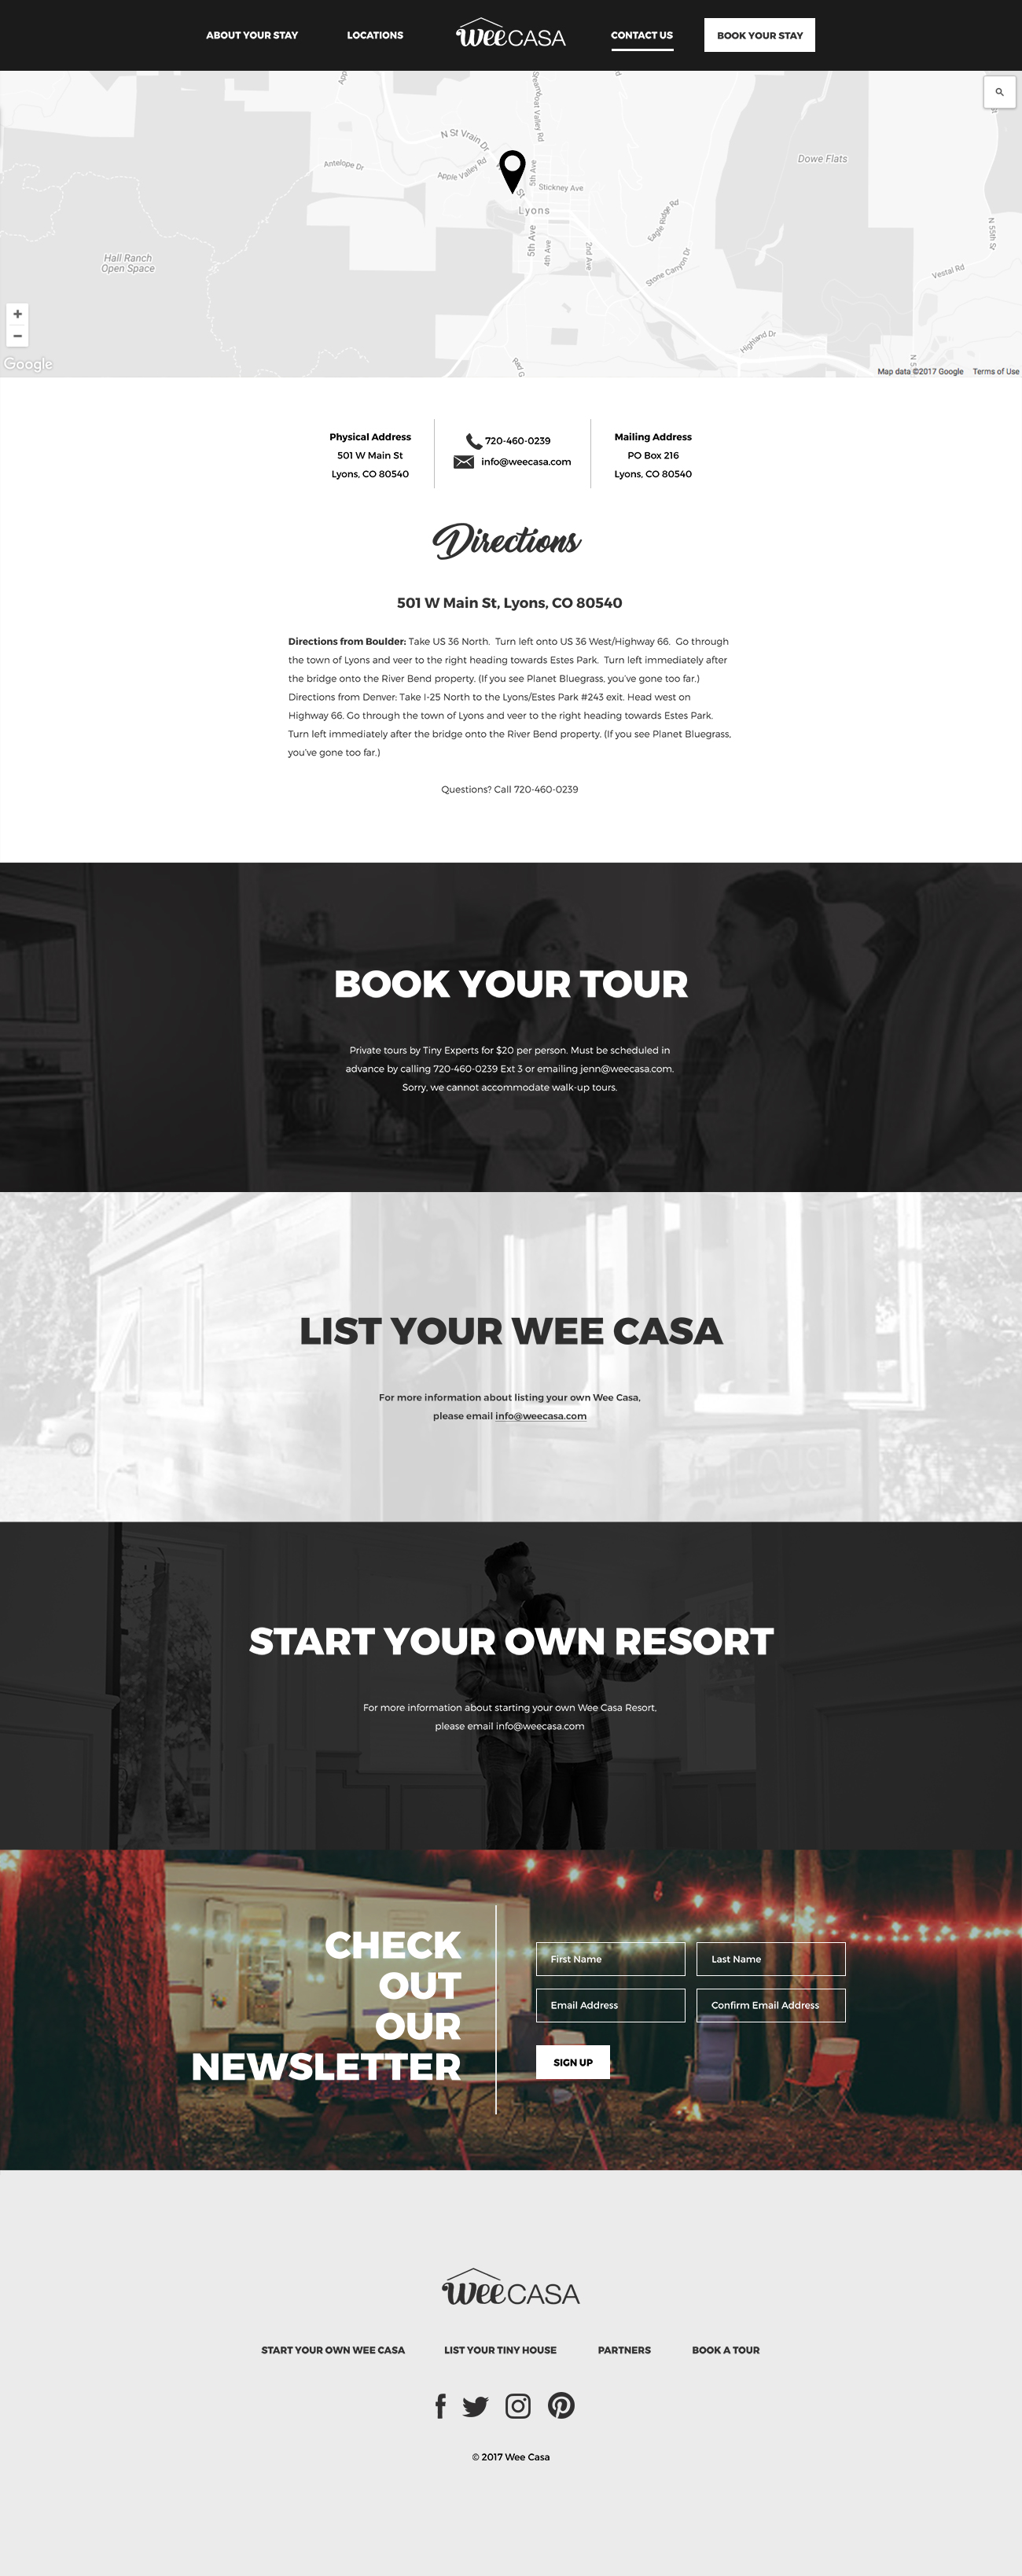 ABOUT YOUR STAY
LOCATIONS
Wee CASA
CONTACT US
BOOK YOUR STAY
Steamboat Valley Rd
N St Vrain Dr
Antelope Dr
Apple Valley Rd
5th Ave
Stickney Ave
Dowe Flats
Lyons
Eagle Ridge Rd
N 55th St
5th Ave
4th Ave
2nd Ave
Hall Ranch
Open Space
Stone Canyon Dr
Vestal Rd
+
−
Highland Dr
Google
Map data ©2017 Google
Terms of Use
Physical Address
501 W Main St
Lyons, CO 80540
720-460-0239
info@weecasa.com
Mailing Address
PO Box 216
Lyons, CO 80540
Directions
501 W Main St, Lyons, CO 80540
Directions from Boulder: Take US 36 North. Turn left onto US 36 West/Highway 66. Go through
the town of Lyons and veer to the right heading towards Estes Park. Turn left immediately after
the bridge onto the River Bend property. (If you see Planet Bluegrass, you've gone too far.)
Directions from Denver: Take I-25 North to the Lyons/Estes Park #243 exit. Head west on
Highway 66. Go through the town of Lyons and veer to the right heading towards Estes Park.
Turn left immediately after the bridge onto the River Bend property. (If you see Planet Bluegrass,
you've gone too far.)
Questions? Call 720-460-0239
BOOK YOUR TOUR
Private tours by Tiny Experts for $20 per person. Must be scheduled in
advance by calling 720-460-0239 Ext 3 or emailing jenn@weecasa.com.
Sorry, we cannot accommodate walk-up tours.
LIST YOUR WEE CASA
For more information about listing your own Wee Casa,
please email info@weecasa.com
HOUSE
START YOUR OWN RESORT
For more information about starting your own Wee Casa Resort,
please email info@weecasa.com
CHECK
OUT
OUR
NEWSLETTER
First Name
Last Name
Email Address
Confirm Email Address
SIGN UP
Wee CASA
START YOUR OWN WEE CASA
LIST YOUR TINY HOUSE
PARTNERS
BOOK A TOUR
© 2017 Wee Casa